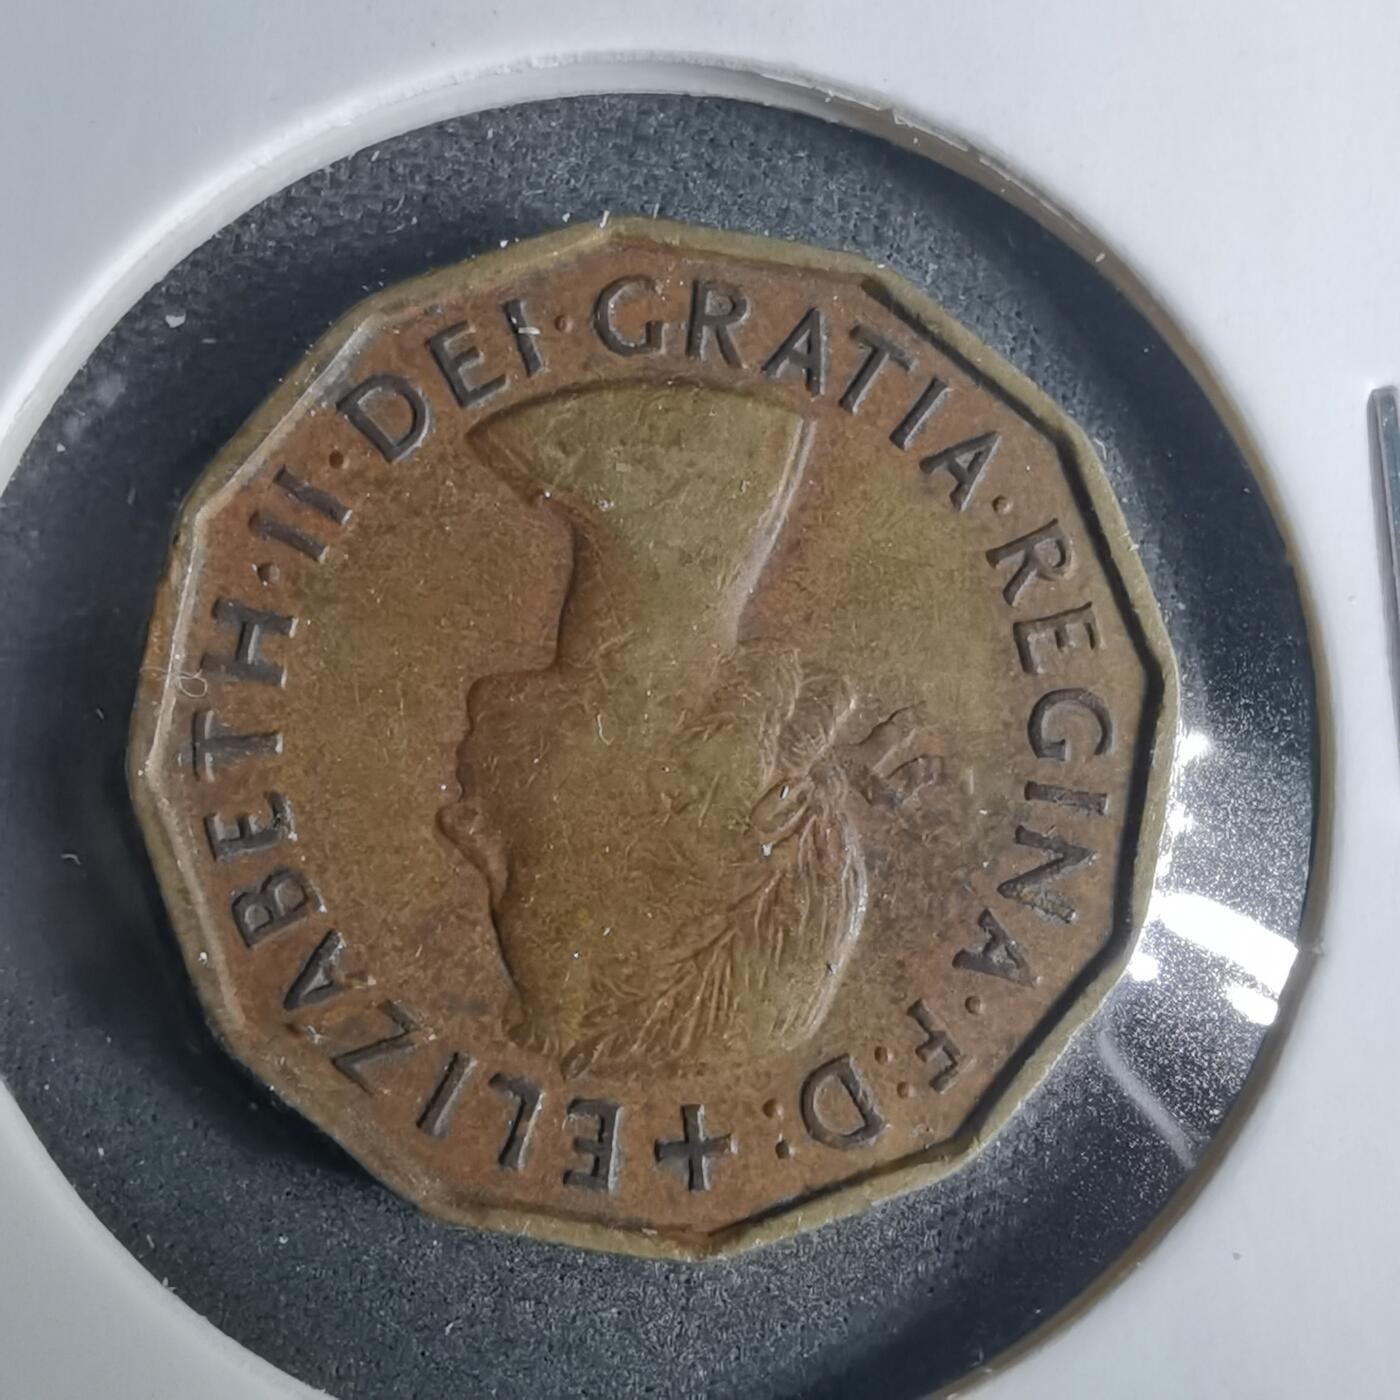 + ELIZABETH · II · DEI · GRATIA · REGINA · F : D :